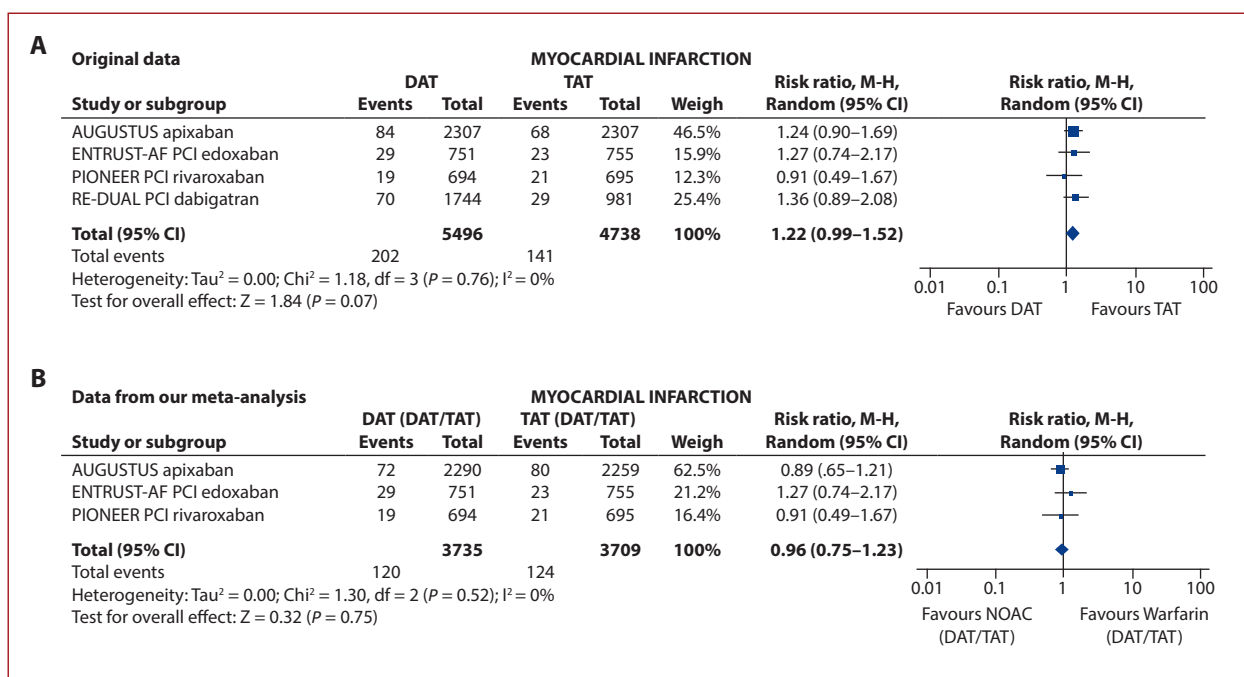 A
Original data MYOCARDIAL INFARCTION
DAT TAT Risk ratio, M-H, Risk ratio, M-H,
Study or subgroup Events Total Events Total Weigh Random (95% CI) Random (95% CI)
AUGUSTUS apixaban 84 2307 68 2307 46.5% 1.24 (0.90–1.69)
ENTRUST-AF PCI edoxaban 29 751 23 755 15.9% 1.27 (0.74–2.17)
PIONEER PCI rivaroxaban 19 694 21 695 12.3% 0.91 (0.49–1.67)
RE-DUAL PCI dabigatran 70 1744 29 981 25.4% 1.36 (0.89–2.08)
Total (95% CI) 5496 4738 100% 1.22 (0.99–1.52)
Total events 202 141
Heterogeneity: Tau² = 0.00; Chi² = 1.18, df = 3 (P = 0.76); I² = 0%
Test for overall effect: Z = 1.84 (P = 0.07)
0.01 0.1 1 10 100
Favours DAT Favours TAT
B
Data from our meta-analysis MYOCARDIAL INFARCTION
DAT (DAT/TAT) TAT (DAT/TAT) Risk ratio, M-H, Risk ratio, M-H,
Study or subgroup Events Total Events Total Weigh Random (95% CI) Random (95% CI)
AUGUSTUS apixaban 72 2290 80 2259 62.5% 0.89 (.65–1.21)
ENTRUST-AF PCI edoxaban 29 751 23 755 21.2% 1.27 (0.74–2.17)
PIONEER PCI rivaroxaban 19 694 21 695 16.4% 0.91 (0.49–1.67)
Total (95% CI) 3735 3709 100% 0.96 (0.75–1.23)
Total events 120 124
Heterogeneity: Tau² = 0.00; Chi² = 1.30, df = 2 (P = 0.52); I² = 0%
Test for overall effect: Z = 0.32 (P = 0.75)
0.01 0.1 1 10 100
Favours NOAC Favours Warfarin
(DAT/TAT) (DAT/TAT)